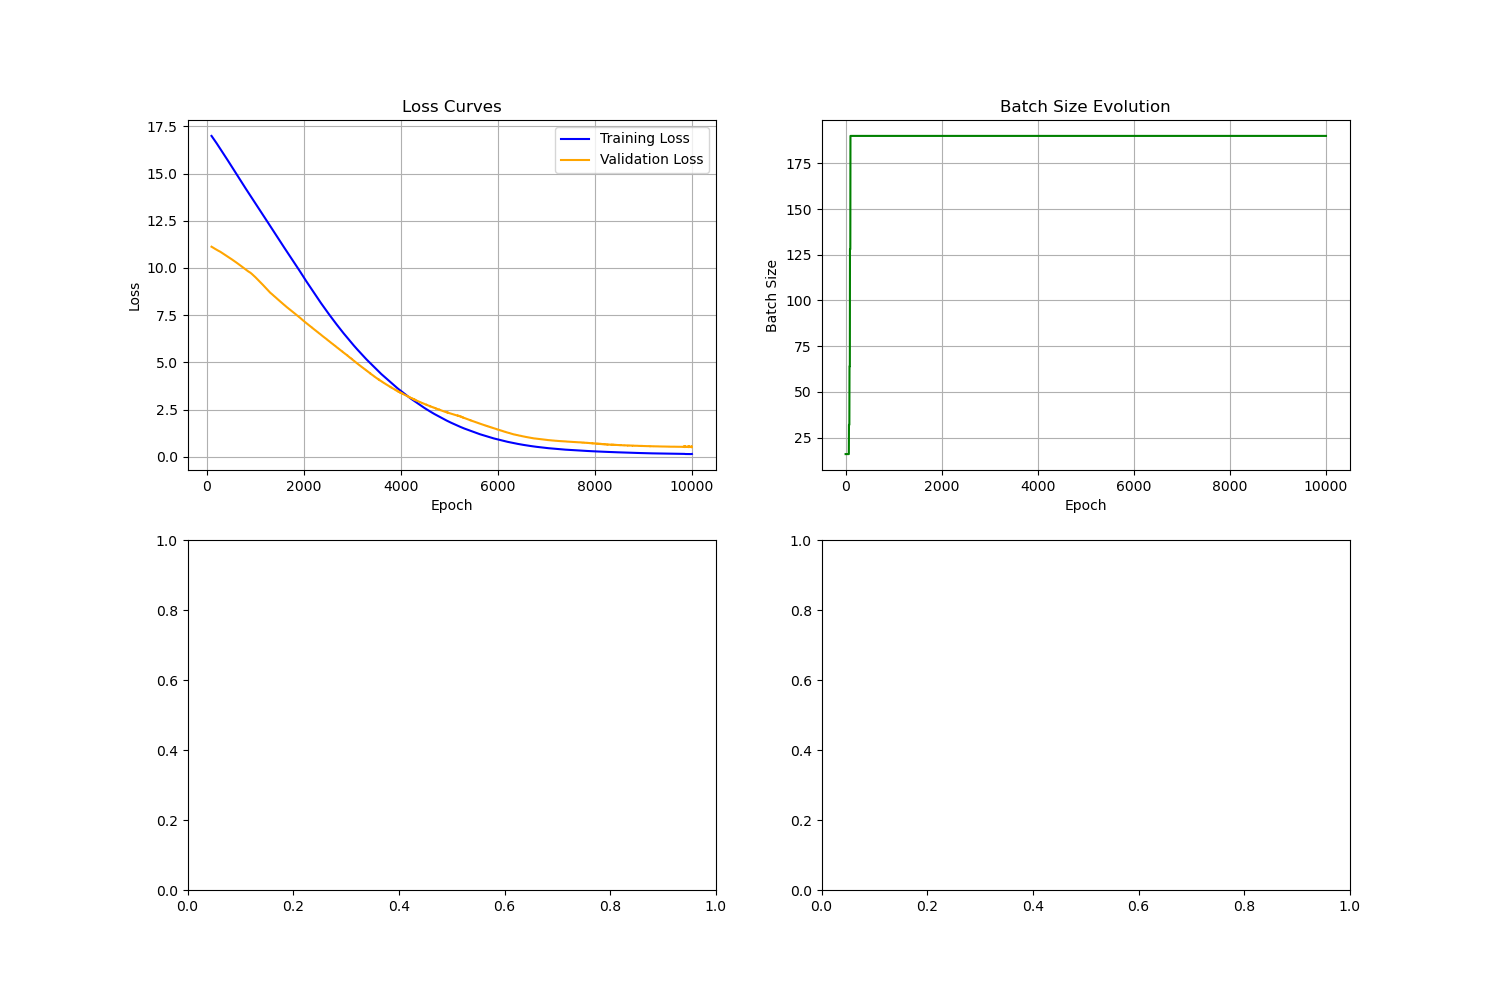 Loss Curves
17.5
15.0
12.5
10.0
7.5
5.0
2.5
0.0
Loss
Training Loss
Validation Loss
0 2000 4000 6000 8000 10000
Epoch
Batch Size Evolution
175
150
125
100
75
50
25
Batch Size
0 2000 4000 6000 8000 10000
Epoch
1.0
0.8
0.6
0.4
0.2
0.0
0.0 0.2 0.4 0.6 0.8 1.0
1.0
0.8
0.6
0.4
0.2
0.0
0.0 0.2 0.4 0.6 0.8 1.0